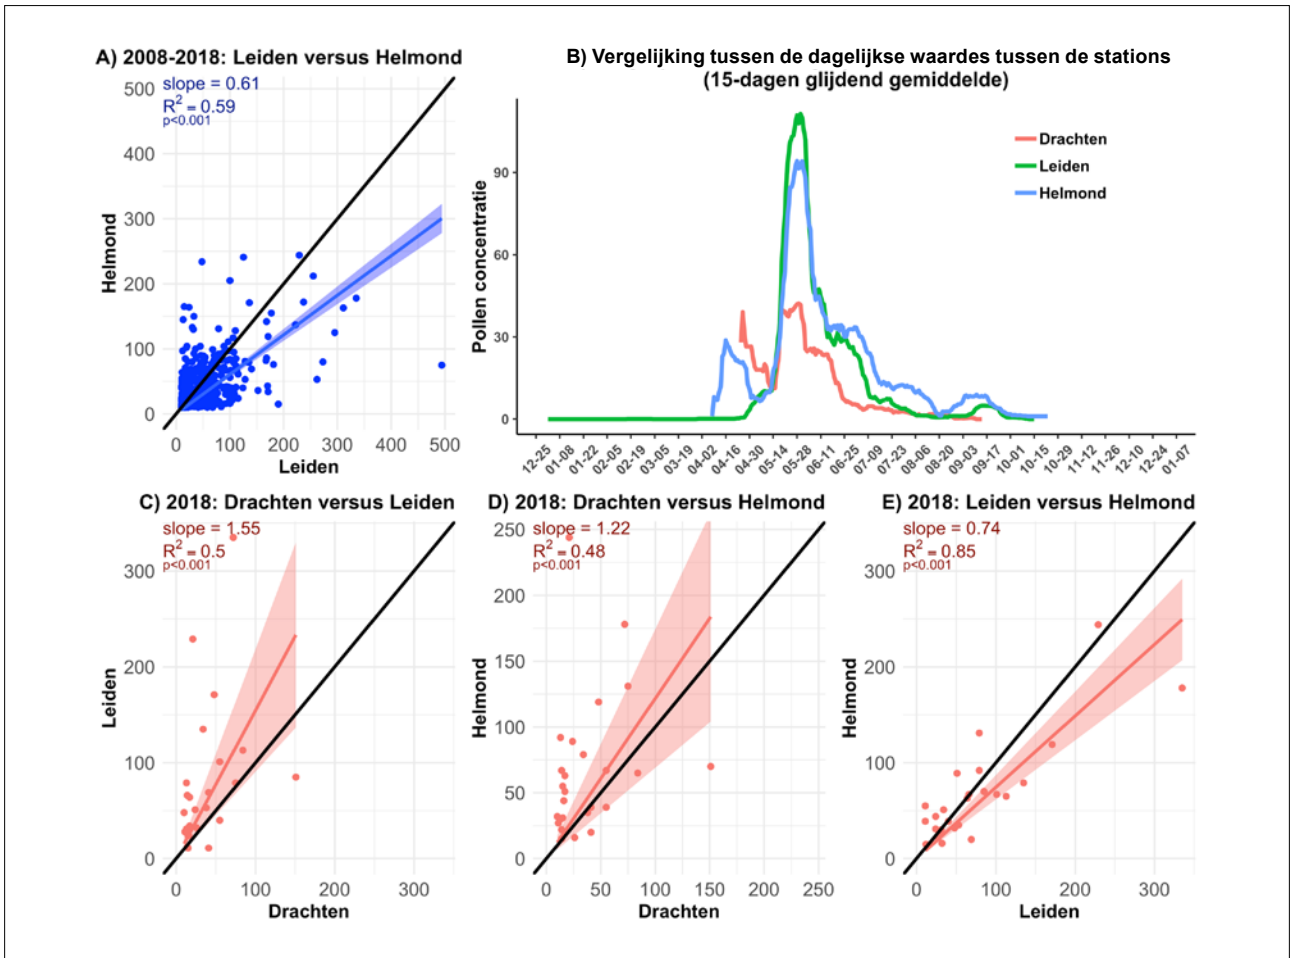 A) 2008-2018: Leiden versus Helmond
slope = 0.61
R² = 0.59
p<0.001
500
400
300
200
100
0
Helmond
0 100 200 300 400 500
Leiden
B) Vergelijking tussen de dagelijkse waardes tussen de stations
(15-dagen glijdend gemiddelde)
Drachten
Leiden
Helmond
90
60
30
0
Pollen concentratie
12-25 01-08 01-22 02-05 02-19 03-05 03-19 04-02 04-16 04-30 05-14 05-28 06-11 06-25 07-09 07-23 08-06 08-20 09-03 09-17 10-01 10-15 10-29 11-12 11-26 12-10 12-24 01-07
C) 2018: Drachten versus Leiden
slope = 1.55
R² = 0.5
p<0.001
300
200
100
0
Leiden
0 100 200 300
Drachten
D) 2018: Drachten versus Helmond
slope = 1.22
R² = 0.48
p<0.001
250
200
150
100
50
0
Helmond
0 50 100 150 200 250
Drachten
E) 2018: Leiden versus Helmond
slope = 0.74
R² = 0.85
p<0.001
300
200
100
0
Helmond
0 100 200 300
Leiden